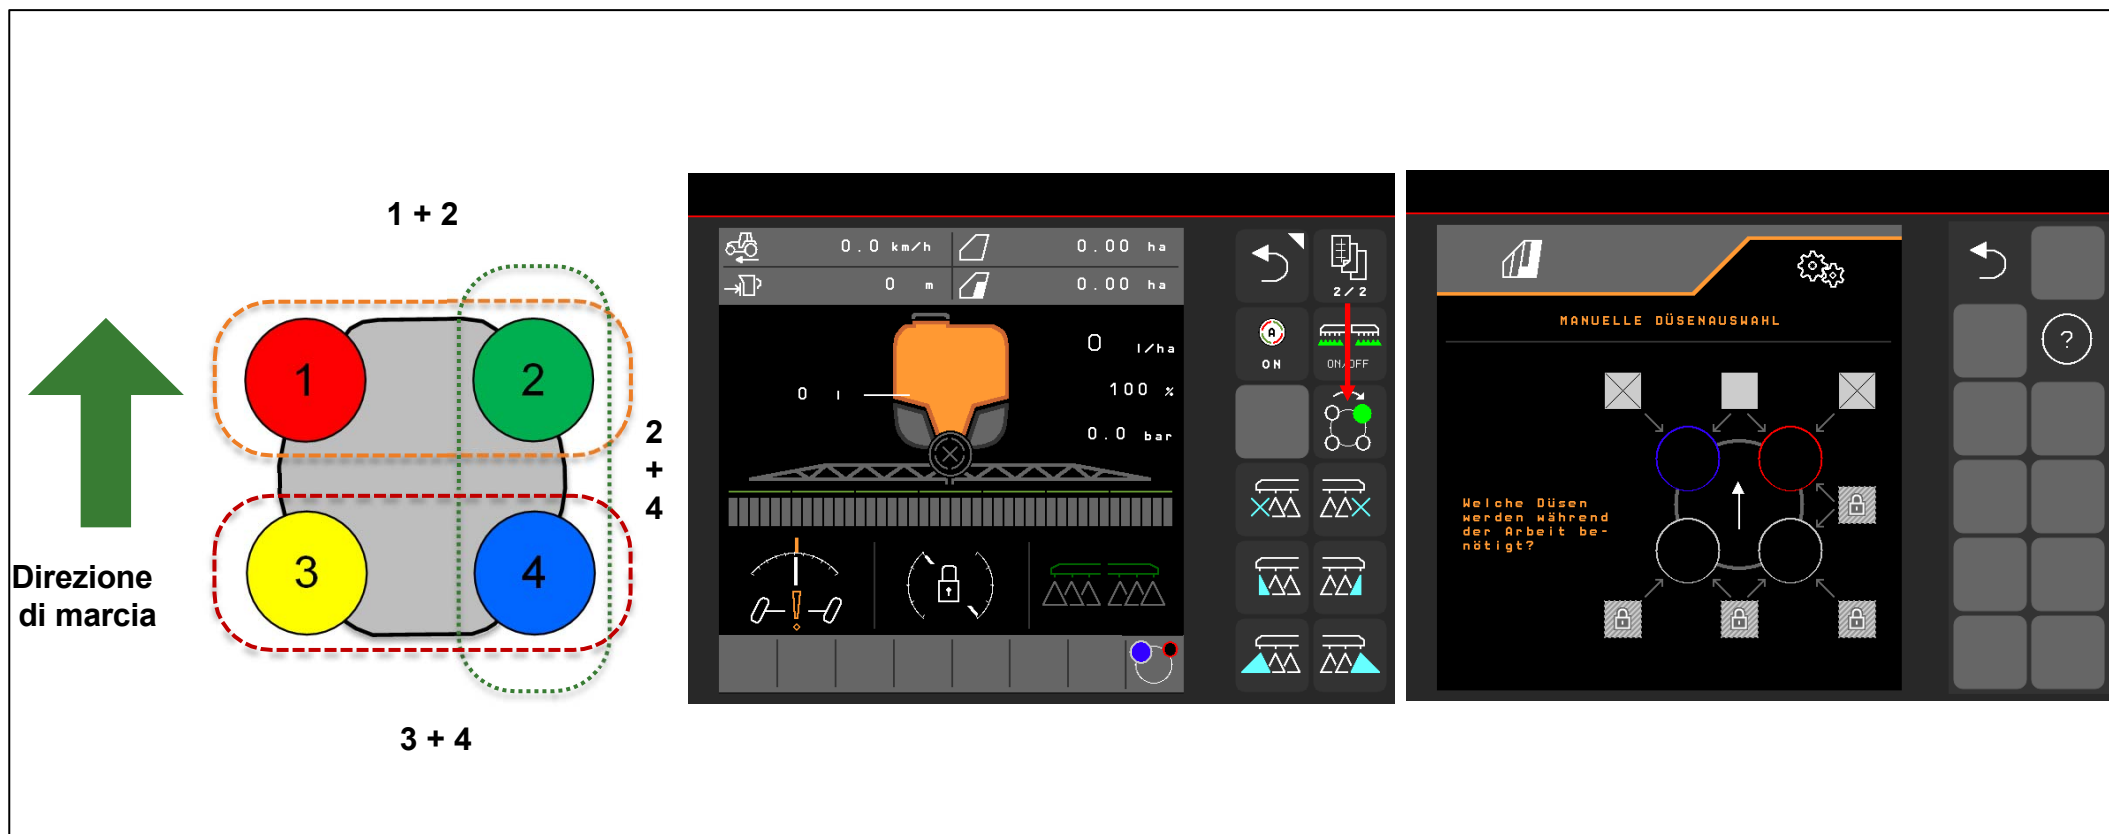 1 + 2
1
2
2
+
4
3
4
Direzione
di marcia
3 + 4
0.0 km/h
0.00 ha
0 m
0.00 ha
2/2
0 l/ha
0 l
100 %
0.0 bar
A
ON
ON/OFF
MANUELLE DÜSENAUSWAHL
?
Welche Düsen
werden während
der Arbeit be-
nötigt?